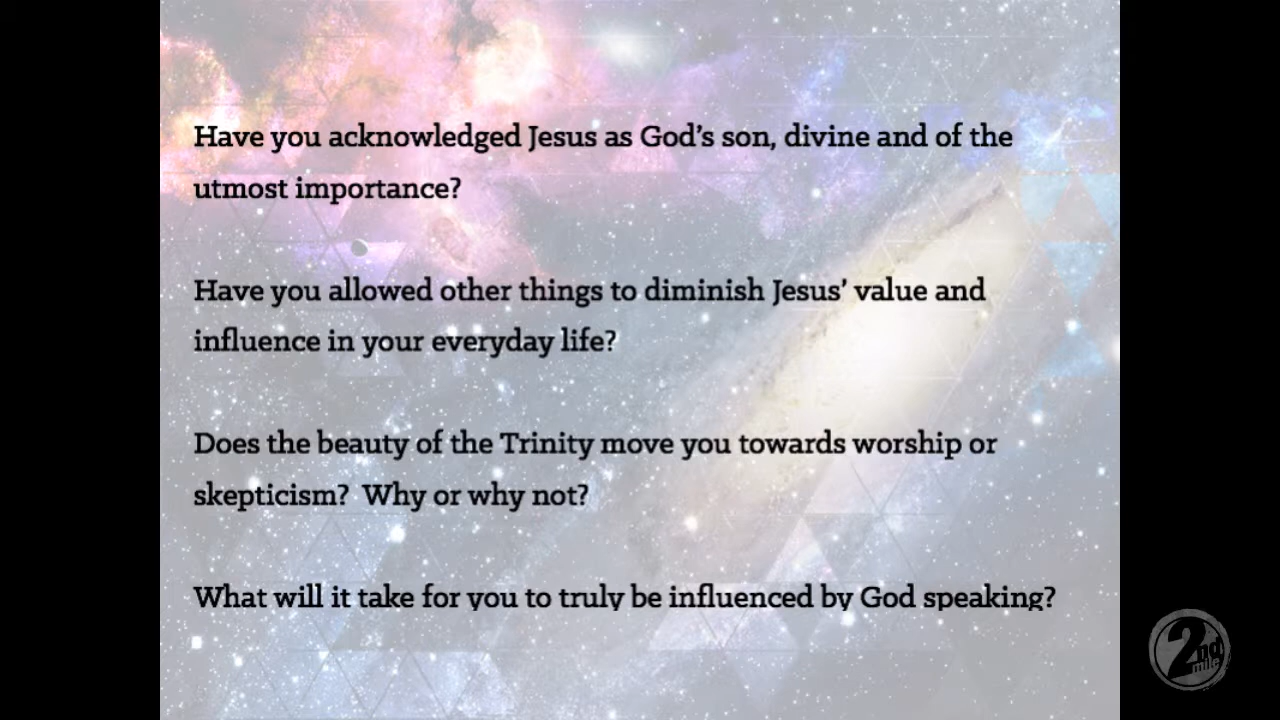 Have you acknowledged Jesus as God’s son, divine and of the
utmost importance?
Have you allowed other things to diminish Jesus’ value and
influence in your everyday life?
Does the beauty of the Trinity move you towards worship or
skepticism?  Why or why not?
What will it take for you to truly be influenced by God speaking?
2nd
mile